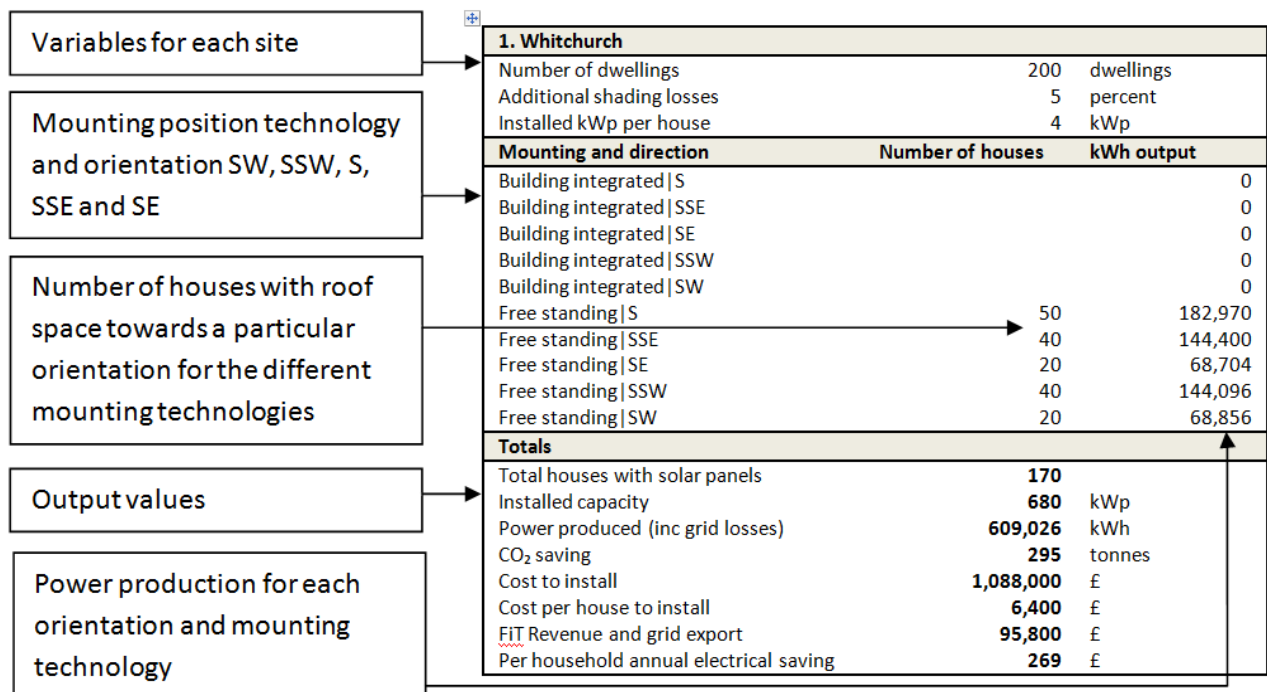 Variables for each site
Mounting position technology
and orientation SW, SSW, S,
SSE and SE
Number of houses with roof
space towards a particular
orientation for the different
mounting technologies
Output values
Power production for each
orientation and mounting
technology
1. Whitchurch
Number of dwellings 200 dwellings
Additional shading losses 5 percent
Installed kWp per house 4 kWp
Mounting and direction Number of houses kWh output
Building integrated|S 0
Building integrated|SSE 0
Building integrated|SE 0
Building integrated|SSW 0
Building integrated|SW 0
Free standing|S 50 182,970
Free standing|SSE 40 144,400
Free standing|SE 20 68,704
Free standing|SSW 40 144,096
Free standing|SW 20 68,856
Totals
Total houses with solar panels 170
Installed capacity 680 kWp
Power produced (inc grid losses) 609,026 kWh
CO₂ saving 295 tonnes
Cost to install 1,088,000 £
Cost per house to install 6,400 £
FiT Revenue and grid export 95,800 £
Per household annual electrical saving 269 £